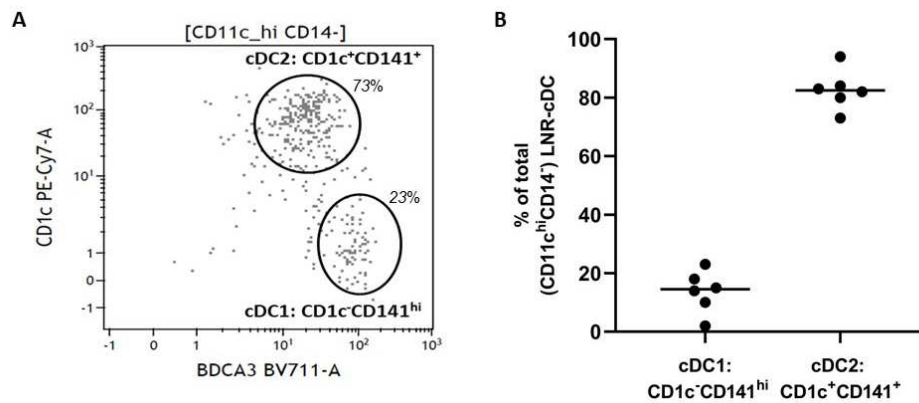 A
[CD11c_hi CD14-]
cDC2: CD1c⁺CD141⁺
73%
23%
cDC1: CD1c⁻CD141ʰⁱ
10³
10²
10¹
1
0
-1
CD1c PE-Cy7-A
-1
0
1
10¹
10²
10³
BDCA3 BV711-A
B
100
80
60
40
20
0
% of total
(CD11cʰⁱCD14⁻) LNR-cDC
cDC1:
CD1c⁻CD141ʰⁱ
cDC2:
CD1c⁺CD141⁺